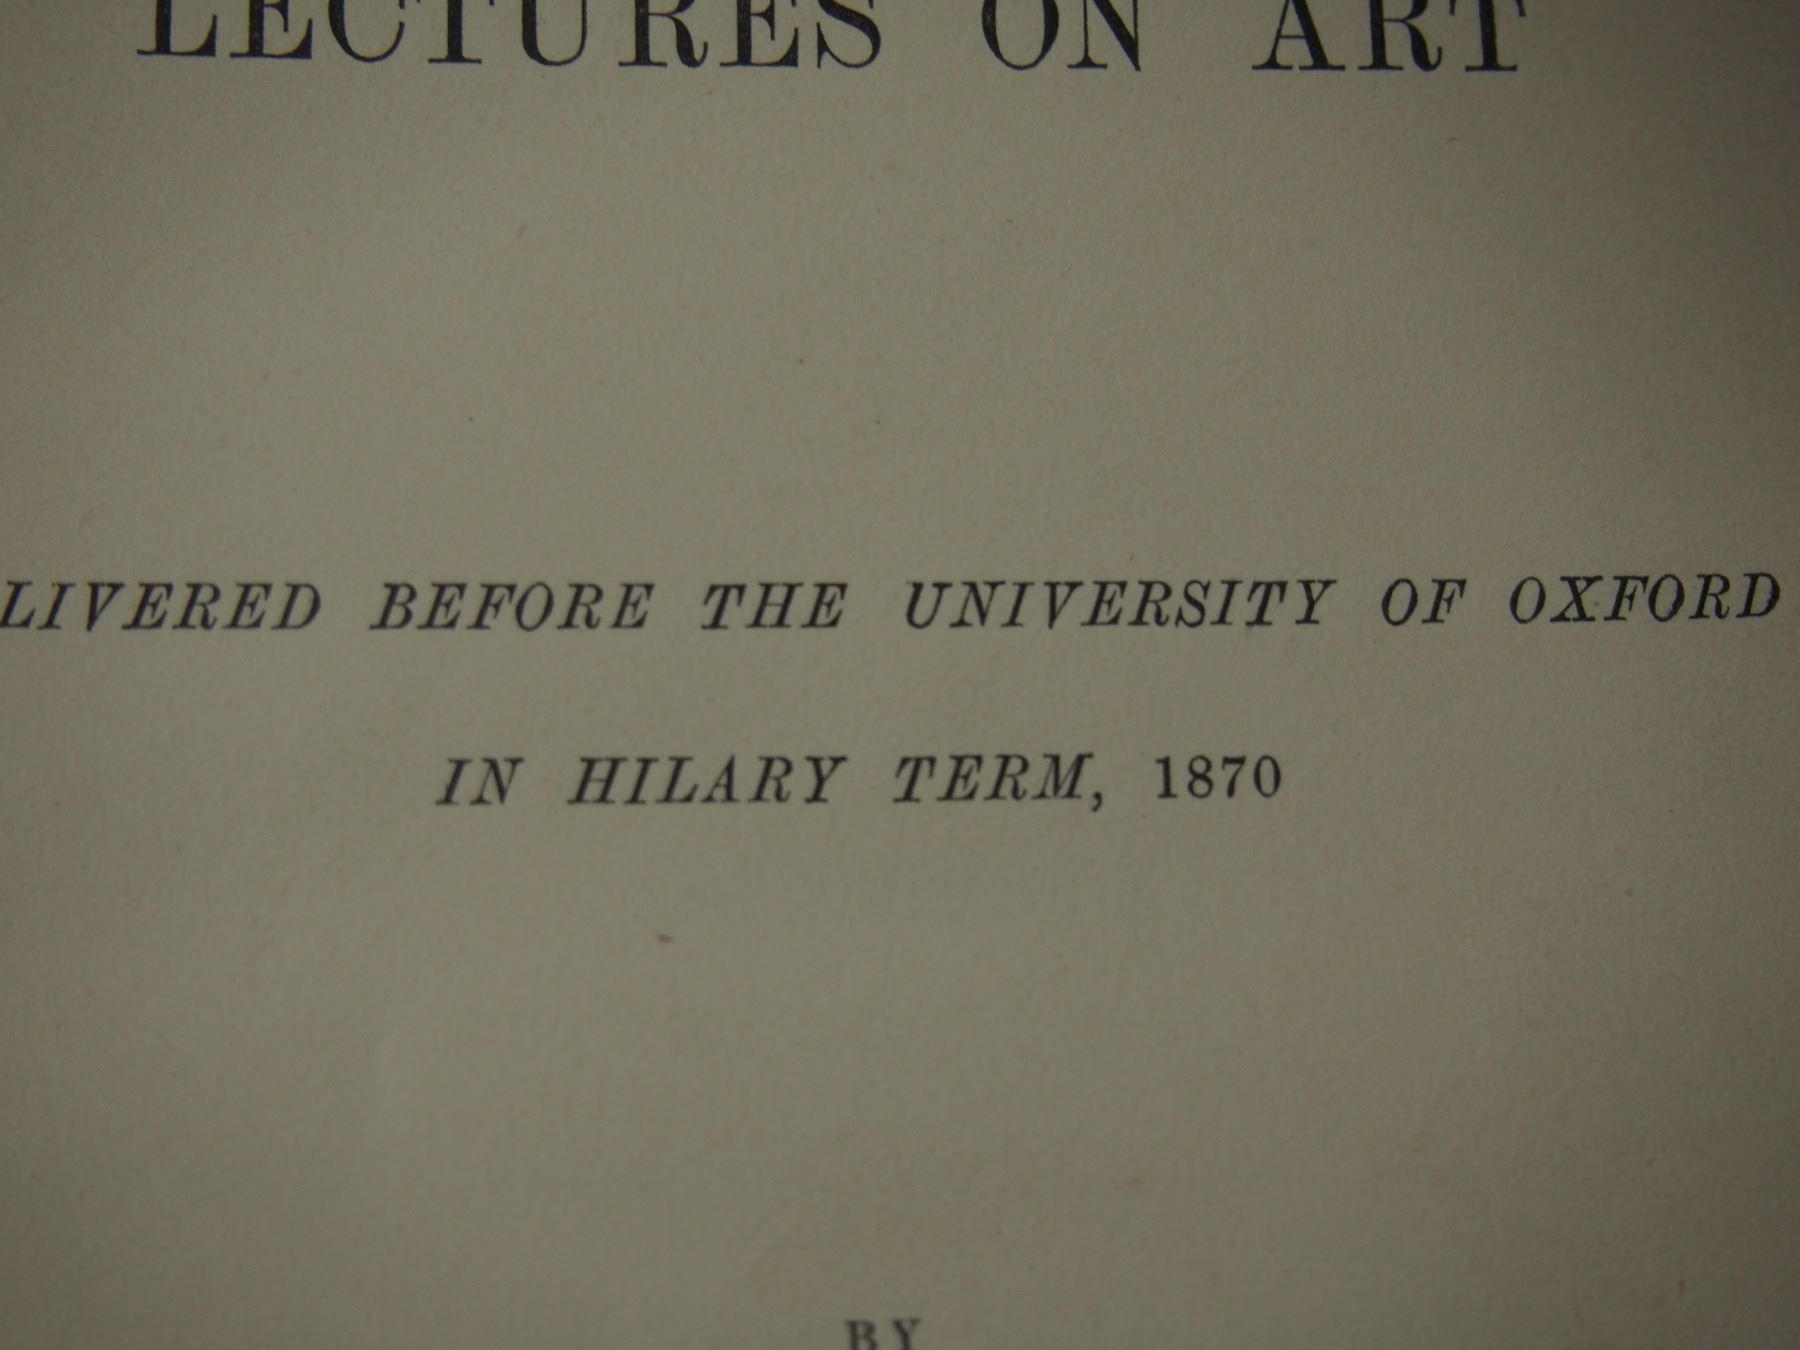 LECTURES ON ART
LIVERED BEFORE THE UNIVERSITY OF OXFORD
IN HILARY TERM, 1870
BY